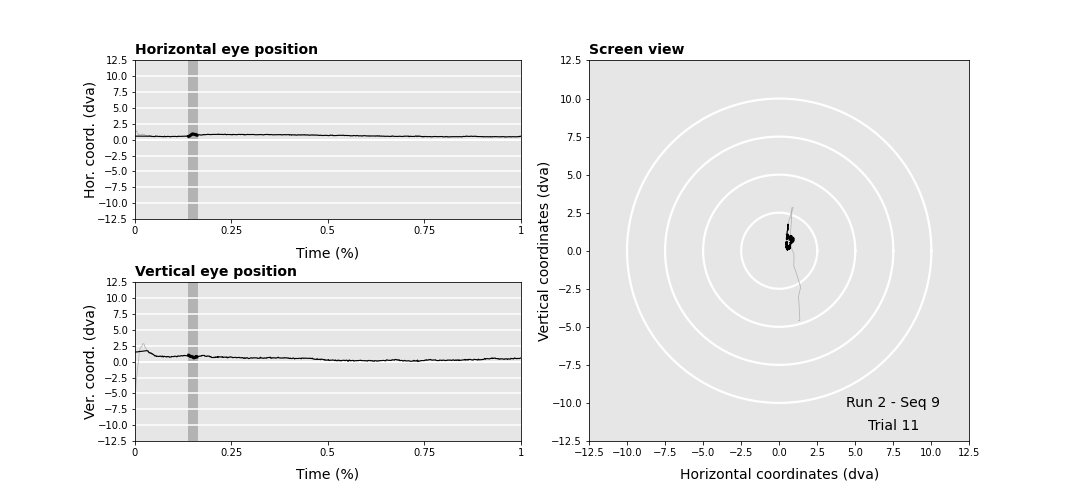 Horizontal eye position
Hor. coord. (dva)
12.5
10.0
7.5
5.0
2.5
0.0
−2.5
−5.0
−7.5
−10.0
−12.5
0 0.25 0.5 0.75 1
Time (%)
Vertical eye position
Ver. coord. (dva)
12.5
10.0
7.5
5.0
2.5
0.0
−2.5
−5.0
−7.5
−10.0
−12.5
0 0.25 0.5 0.75 1
Time (%)
Screen view
Vertical coordinates (dva)
12.5
10.0
7.5
5.0
2.5
0.0
−2.5
−5.0
−7.5
−10.0
−12.5
Run 2 - Seq 9
Trial 11
−12.5 −10.0 −7.5 −5.0 −2.5 0.0 2.5 5.0 7.5 10.0 12.5
Horizontal coordinates (dva)